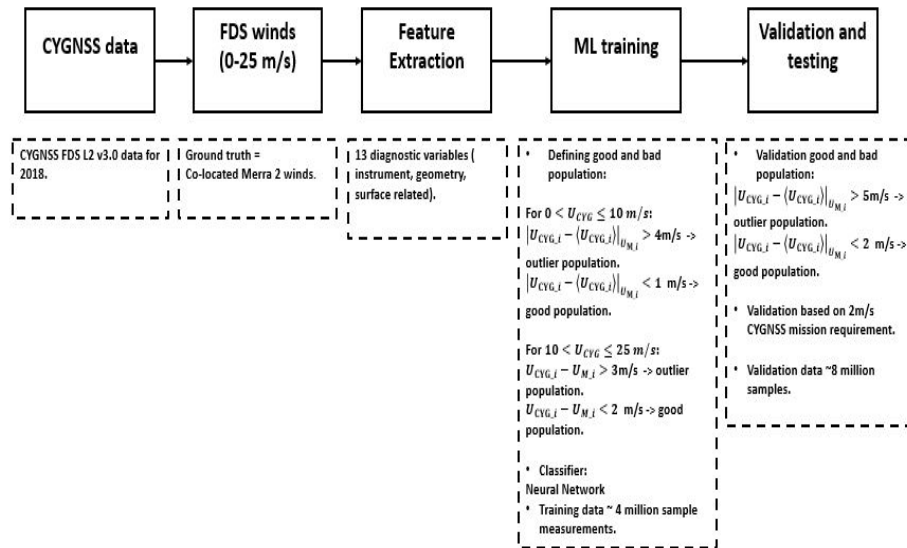 CYGNSS data
FDS winds
(0-25 m/s)
Feature
Extraction
ML training
Validation and
testing
CYGNSS FDS L2 v3.0 data for
2018.
Ground truth =
Co-located Merra 2 winds.
13 diagnostic variables (
instrument, geometry,
surface related).
• Defining good and bad
population:
For 0 < U_CYG ≤ 10 m/s:
|U_CYG_i − ⟨U_CYG_i⟩|_U_M_i > 4m/s ->
outlier population.
|U_CYG_i − ⟨U_CYG_i⟩|_U_M_i < 1 m/s ->
good population.
For 10 < U_CYG ≤ 25 m/s:
U_CYG_i − U_M_i > 3m/s -> outlier
population.
U_CYG_i − U_M_i < 2 m/s -> good
population.
• Classifier:
Neural Network
• Training data ~ 4 million sample
measurements.
• Validation good and bad
population:
|U_CYG_i − ⟨U_CYG_i⟩|_U_M_i > 5m/s ->
outlier population.
|U_CYG_i − ⟨U_CYG_i⟩|_U_M_i < 2 m/s ->
good population.
• Validation based on 2m/s
CYGNSS mission requirement.
• Validation data ~8 million
samples.